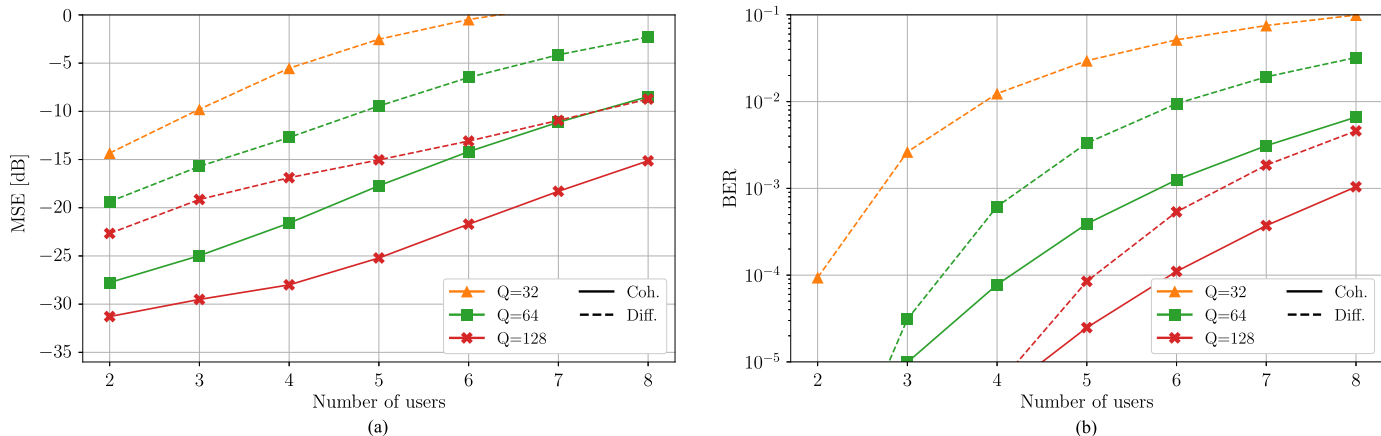 0
−5
−10
−15
−20
−25
−30
−35
MSE [dB]
2 3 4 5 6 7 8
Number of users
Q=32
Q=64
Q=128
Coh.
Diff.
(a)
10⁻¹
10⁻²
10⁻³
10⁻⁴
10⁻⁵
BER
2 3 4 5 6 7 8
Number of users
Q=32
Q=64
Q=128
Coh.
Diff.
(b)